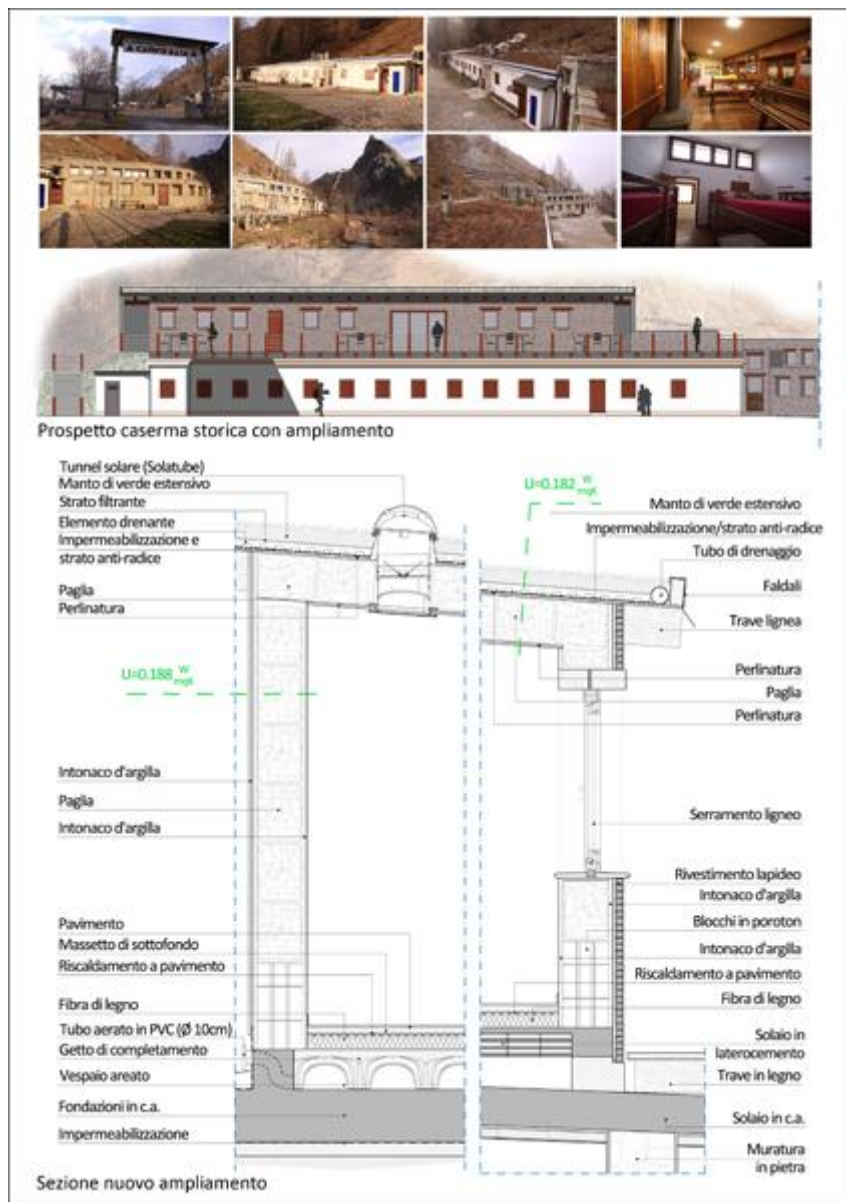 Prospetto caserma storica con ampliamento
Tunnel solare (Solatube)
Manto di verde estensivo
Strato filtrante
Elemento drenante
Impermeabilizzazione e
strato anti-radice
Paglia
Perlinatura
U=0.188 W/mqK
Intonaco d'argilla
Paglia
Intonaco d'argilla
Pavimento
Massetto di sottofondo
Riscaldamento a pavimento
Fibra di legno
Tubo aerato in PVC (Ø 10cm)
Getto di completamento
Vespaio areato
Fondazioni in c.a.
Impermeabilizzazione
U=0.182 W/mqK
Manto di verde estensivo
Impermeabilizzazione/strato anti-radice
Tubo di drenaggio
Faldali
Trave lignea
Perlinatura
Paglia
Perlinatura
Serramento ligneo
Rivestimento lapideo
Intonaco d'argilla
Blocchi in poroton
Intonaco d'argilla
Riscaldamento a pavimento
Fibra di legno
Solaio in
laterocemento
Trave in legno
Solaio in c.a.
Muratura
in pietra
Sezione nuovo ampliamento